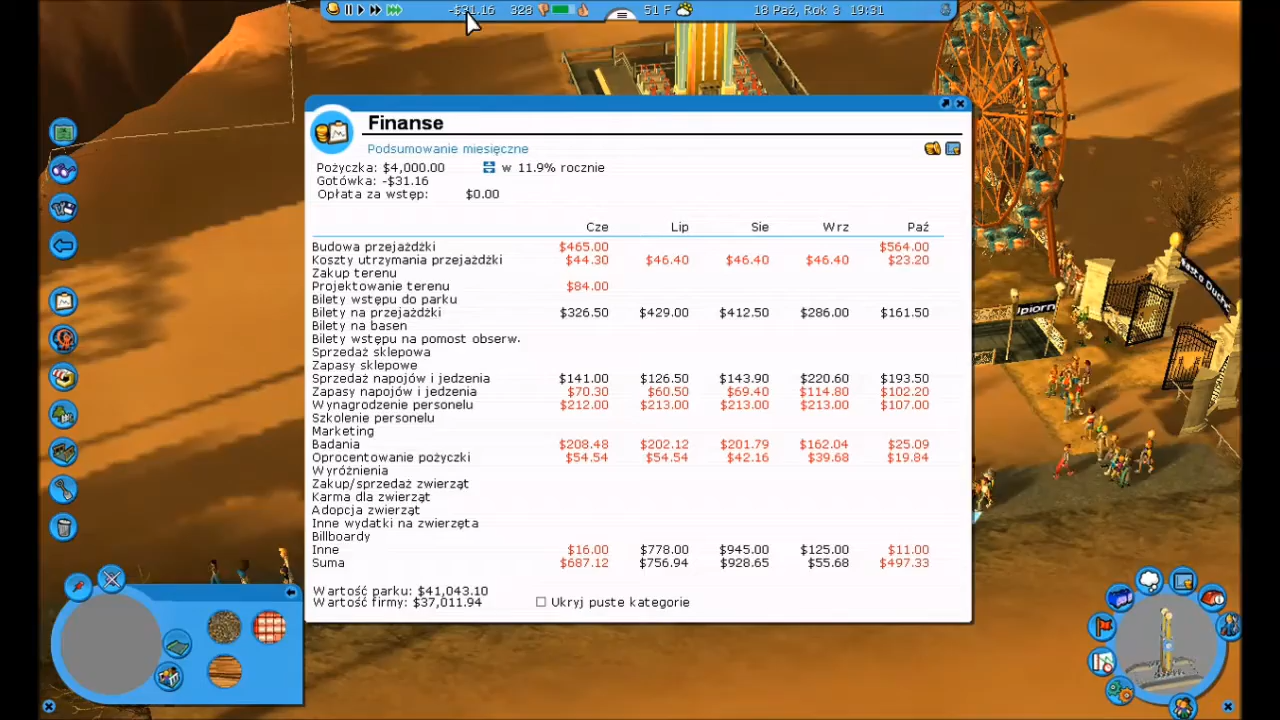 -$31.16 328 51 F 18 Paź, Rok 3 19:31
Finanse
Podsumowanie miesięczne
Pożyczka: $4,000.00 w 11.9% rocznie
Gotówka: -$31.16
Opłata za wstęp: $0.00
Cze Lip Sie Wrz Paź
Budowa przejażdżki $465.00 $564.00
Koszty utrzymania przejażdżki $44.30 $46.40 $46.40 $46.40 $23.20
Zakup terenu
Projektowanie terenu $84.00
Bilety wstępu do parku
Bilety na przejażdżki $326.50 $429.00 $412.50 $286.00 $161.50
Bilety na basen
Bilety wstępu na pomost obserw.
Sprzedaż sklepowa
Zapasy sklepowe
Sprzedaż napojów i jedzenia $141.00 $126.50 $143.90 $220.60 $193.50
Zapasy napojów i jedzenia $70.30 $60.50 $69.40 $114.80 $102.20
Wynagrodzenie personelu $212.00 $213.00 $213.00 $213.00 $107.00
Szkolenie personelu
Marketing
Badania $208.48 $202.12 $201.79 $162.04 $25.09
Oprocentowanie pożyczki $54.54 $54.54 $42.16 $39.68 $19.84
Wyróżnienia
Zakup/sprzedaż zwierząt
Karma dla zwierząt
Adopcja zwierząt
Inne wydatki na zwierzęta
Billboardy
Inne $16.00 $778.00 $945.00 $125.00 $11.00
Suma $687.12 $756.94 $928.65 $55.68 $497.33
Wartość parku: $41,043.10
Wartość firmy: $37,011.94
Ukryj puste kategorie
Upiorn